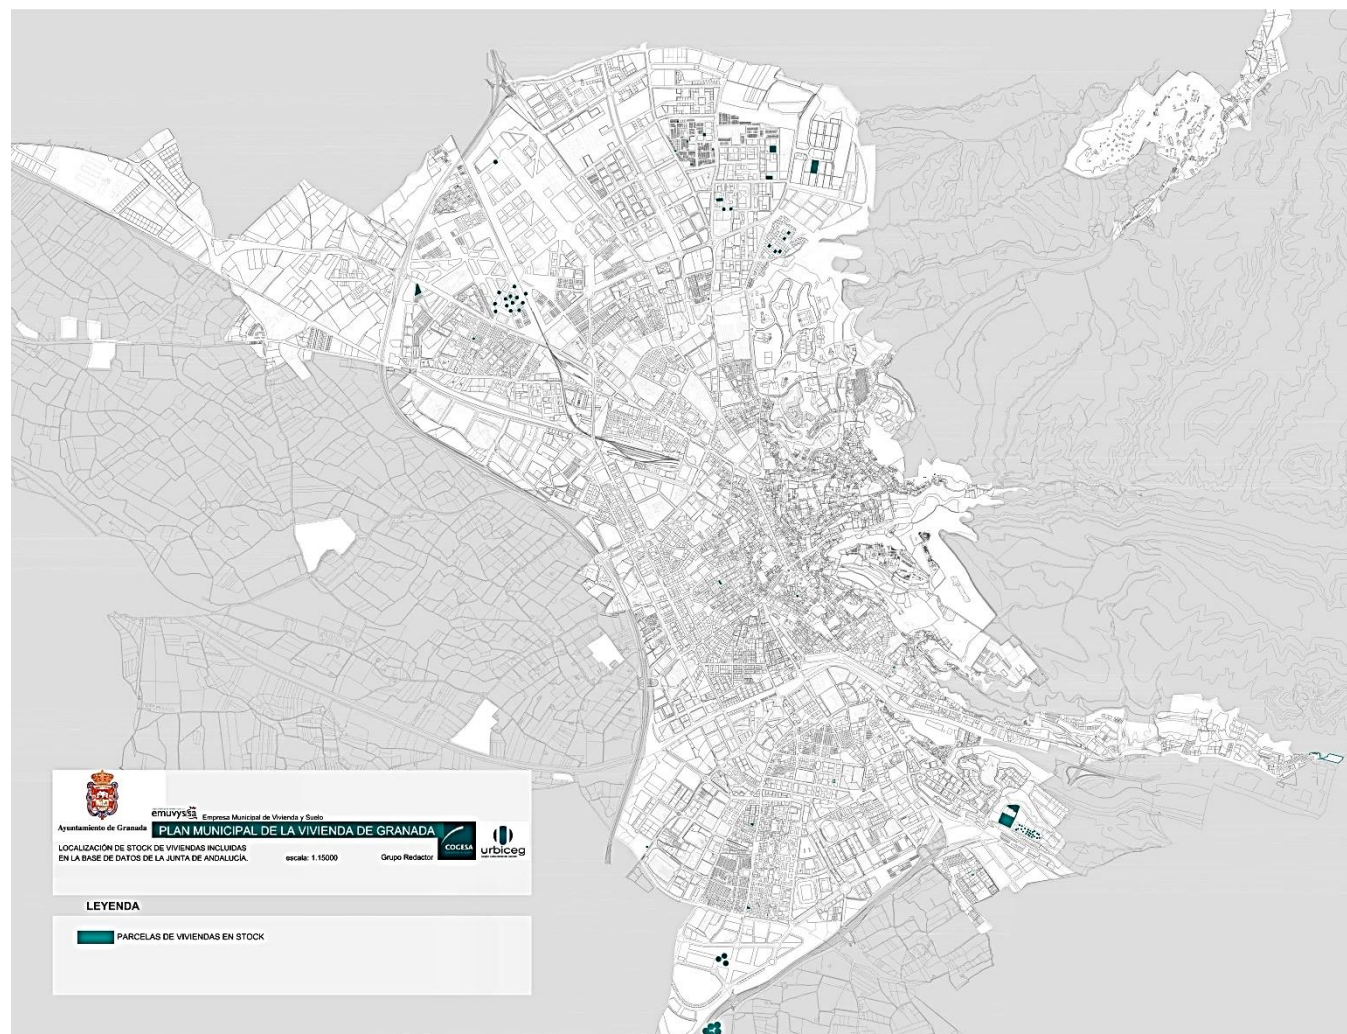 Ayuntamiento de Granada
emuvyssa Empresa Municipal de Vivienda y Suelo
PLAN MUNICIPAL DE LA VIVIENDA DE GRANADA
LOCALIZACIÓN DE STOCK DE VIVIENDAS INCLUIDAS
EN LA BASE DE DATOS DE LA JUNTA DE ANDALUCÍA.
escala: 1.15000
Grupo Redactor
COGESA
urbiceg
LEYENDA
PARCELAS DE VIVIENDAS EN STOCK